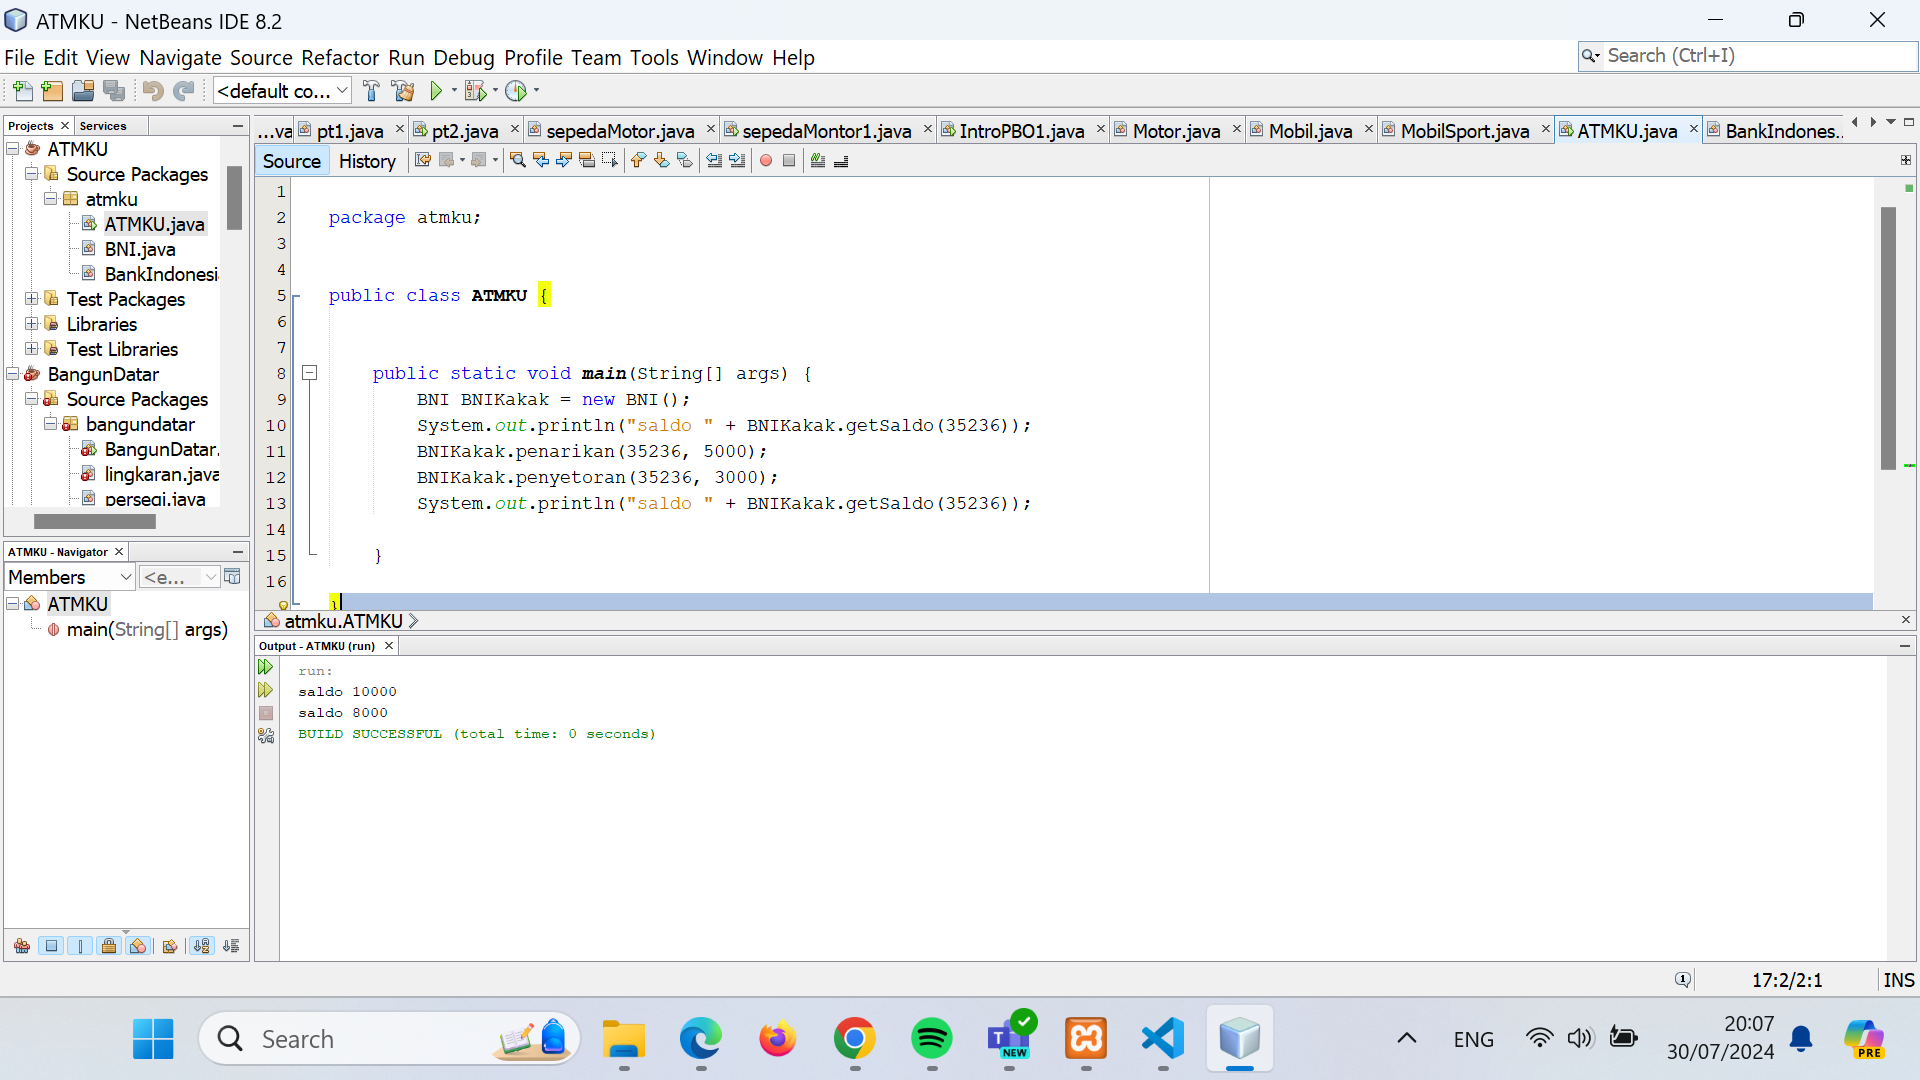 ATMKU - NetBeans IDE 8.2
File Edit View Navigate Source Refactor Run Debug Profile Team Tools Window Help
Search (Ctrl+I)
<default co...
Projects
Services
ATMKU
Source Packages
atmku
ATMKU.java
BNI.java
BankIndonesi
Test Packages
Libraries
Test Libraries
BangunDatar
Source Packages
bangundatar
BangunDatar.
lingkaran.java
persegi.java
ATMKU - Navigator
Members
<e...
ATMKU
main(String[] args)
...va
pt1.java
pt2.java
sepedaMotor.java
sepedaMontor1.java
IntroPBO1.java
Motor.java
Mobil.java
MobilSport.java
ATMKU.java
BankIndones...
Source
History
1
2 package atmku;
3
4
5 public class ATMKU {
6
7
8 public static void main(String[] args) {
9 BNI BNIKakak = new BNI();
10 System.out.println("saldo " + BNIKakak.getSaldo(35236));
11 BNIKakak.penarikan(35236, 5000);
12 BNIKakak.penyetoran(35236, 3000);
13 System.out.println("saldo " + BNIKakak.getSaldo(35236));
14
15 }
16
}
atmku.ATMKU
Output - ATMKU (run)
run:
saldo 10000
saldo 8000
BUILD SUCCESSFUL (total time: 0 seconds)
1
17:2/2:1
INS
Search
NEW
ENG
20:07
30/07/2024
PRE